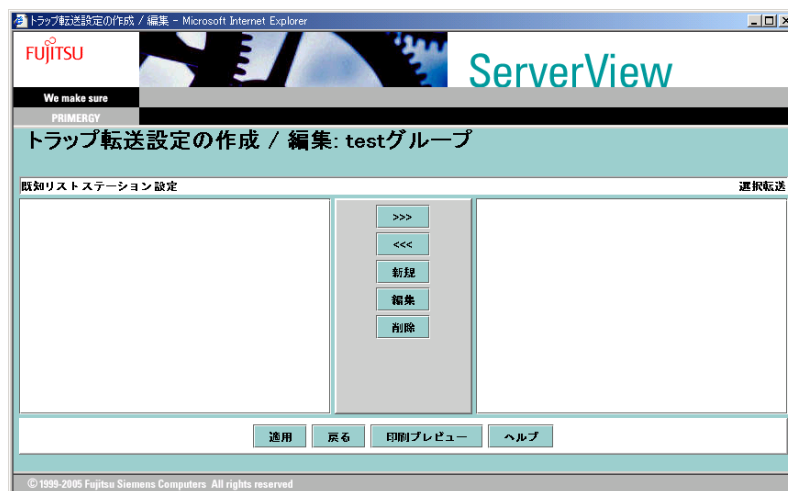 トラップ転送設定の作成 / 編集 - Microsoft Internet Explorer
FUJITSU
ServerView
We make sure
PRIMERGY
トラップ転送設定の作成 / 編集: testグループ
既知リストステーション設定
選択転送
>>>
<<<
新規
編集
削除
適用
戻る
印刷プレビュー
ヘルプ
©1999-2005 Fujitsu Siemens Computers All rights reserved